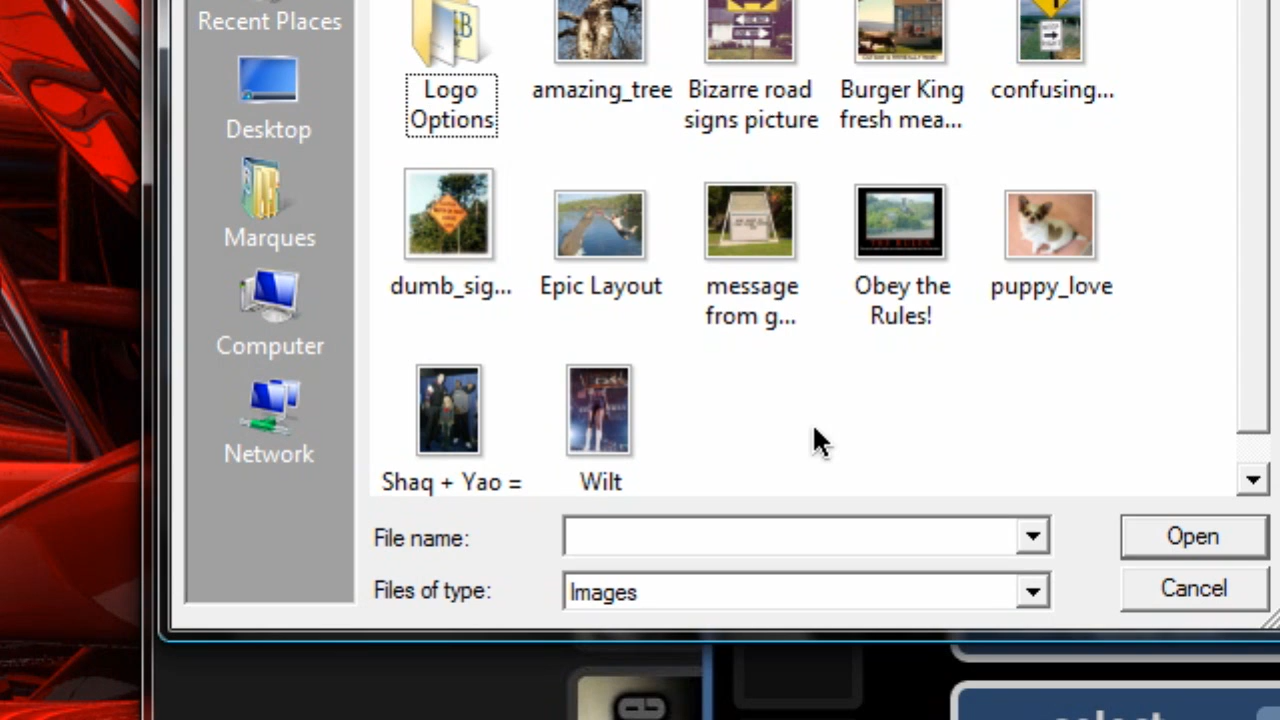 Recent Places
Desktop
Marques
Computer
Network
Logo
Options
amazing_tree
Bizarre road
signs picture
Burger King
fresh mea...
confusing...
dumb_sig...
Epic Layout
message
from g...
Obey the
Rules!
puppy_love
Shaq + Yao =
Wilt
File name:
Open
Files of type:
Images
Cancel
select